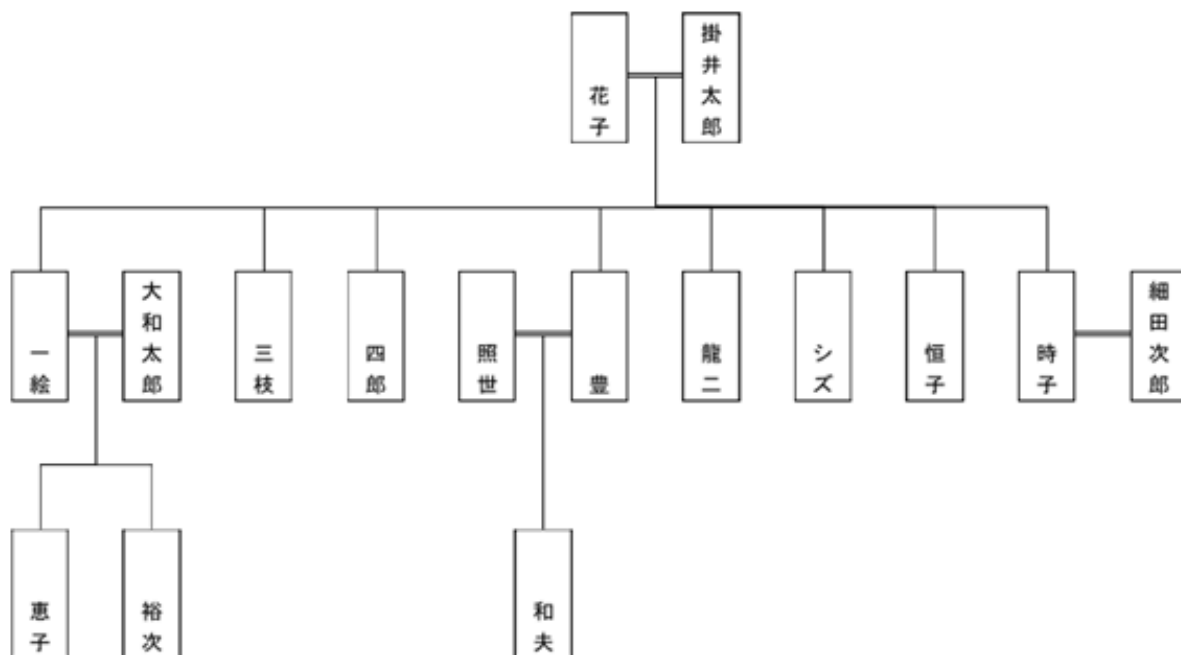 掛井太郎
花子
細田次郎
時子
恒子
シズ
龍二
豊
照世
四郎
三枝
大和太郎
一絵
和夫
裕次
恵子